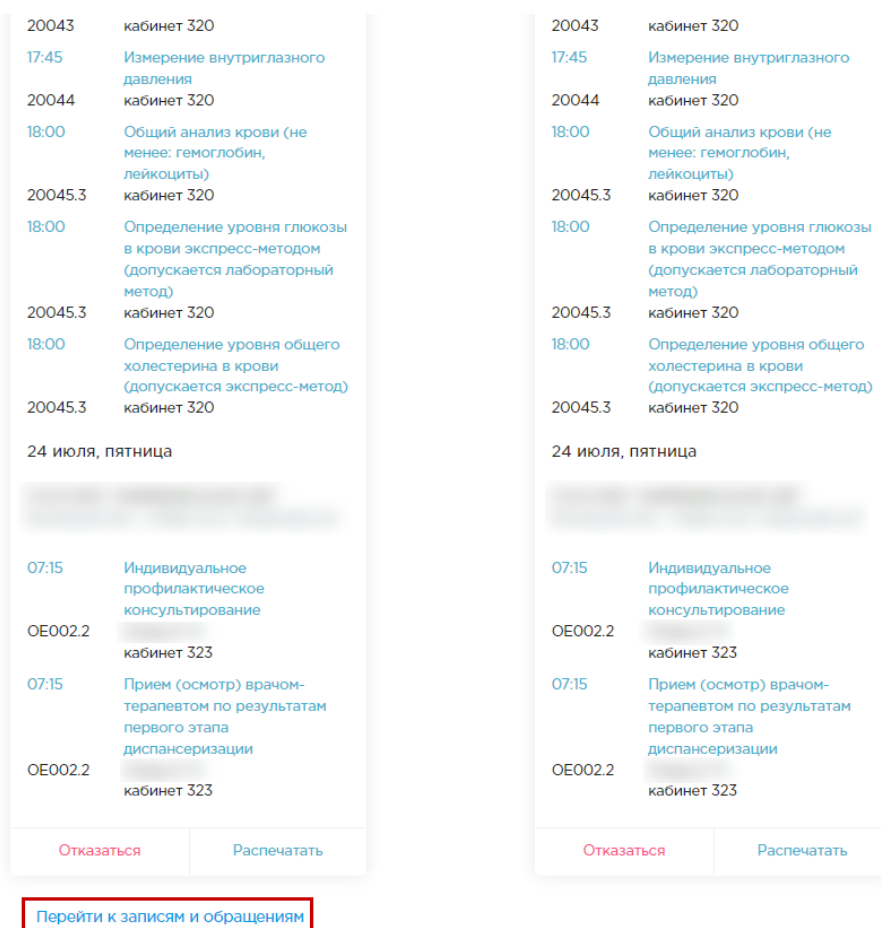 20043 кабинет 320
17:45 Измерение внутриглазного
давления
20044 кабинет 320
18:00 Общий анализ крови (не
менее: гемоглобин,
лейкоциты)
20045.3 кабинет 320
18:00 Определение уровня глюкозы
в крови экспресс-методом
(допускается лабораторный
метод)
20045.3 кабинет 320
18:00 Определение уровня общего
холестерина в крови
(допускается экспресс-метод)
20045.3 кабинет 320
24 июля, пятница
07:15 Индивидуальное
профилактическое
консультирование
OE002.2
кабинет 323
07:15 Прием (осмотр) врачом-
терапевтом по результатам
первого этапа
диспансеризации
OE002.2
кабинет 323
Отказаться Распечатать
Перейти к записям и обращениям
20043 кабинет 320
17:45 Измерение внутриглазного
давления
20044 кабинет 320
18:00 Общий анализ крови (не
менее: гемоглобин,
лейкоциты)
20045.3 кабинет 320
18:00 Определение уровня глюкозы
в крови экспресс-методом
(допускается лабораторный
метод)
20045.3 кабинет 320
18:00 Определение уровня общего
холестерина в крови
(допускается экспресс-метод)
20045.3 кабинет 320
24 июля, пятница
07:15 Индивидуальное
профилактическое
консультирование
OE002.2
кабинет 323
07:15 Прием (осмотр) врачом-
терапевтом по результатам
первого этапа
диспансеризации
OE002.2
кабинет 323
Отказаться Распечатать